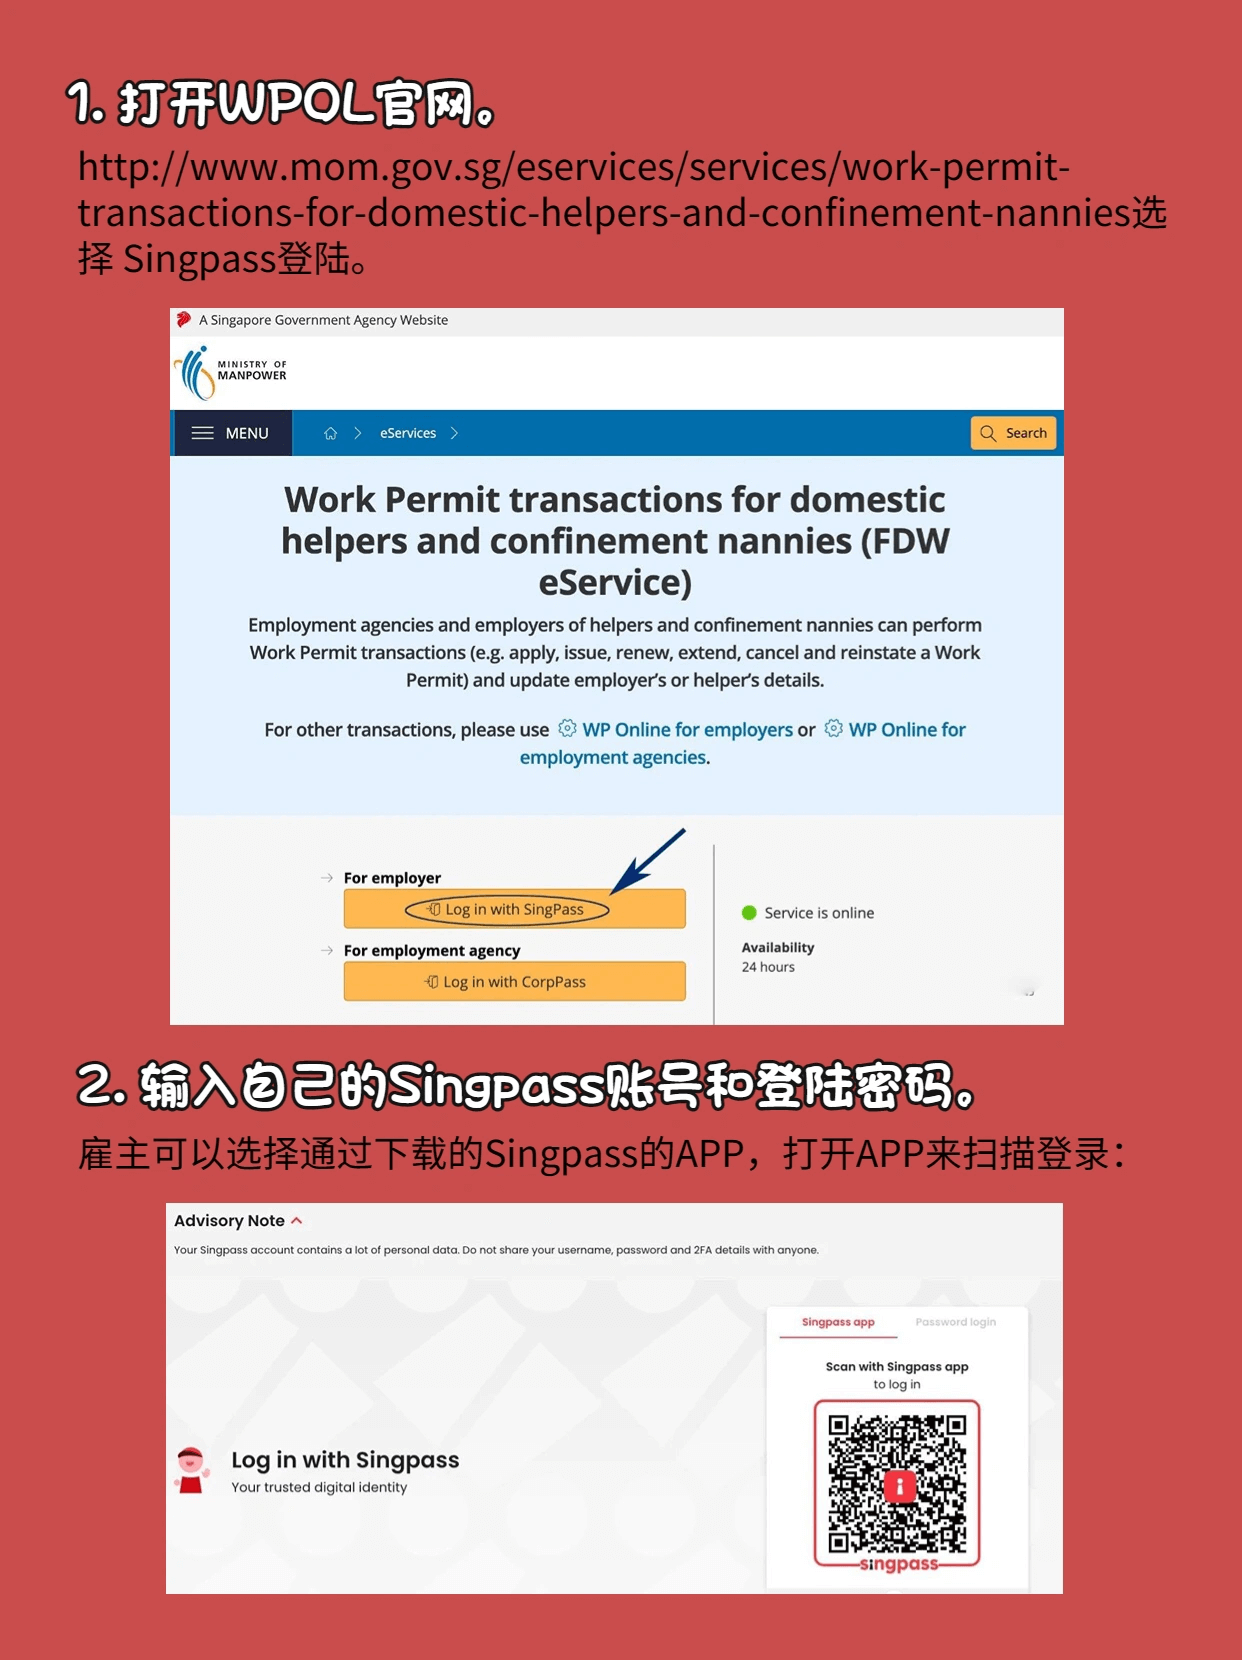 1. 打开WPOL官网。
http://www.mom.gov.sg/eservices/services/work-permit-
transactions-for-domestic-helpers-and-confinement-nannies选
择 Singpass登陆。
A Singapore Government Agency Website
MINISTRY OF
MANPOWER
MENU
eServices
Search
Work Permit transactions for domestic
helpers and confinement nannies (FDW
eService)
Employment agencies and employers of helpers and confinement nannies can perform
Work Permit transactions (e.g. apply, issue, renew, extend, cancel and reinstate a Work
Permit) and update employer's or helper's details.
For other transactions, please use WP Online for employers or WP Online for
employment agencies.
For employer
Log in with SingPass
For employment agency
Log in with CorpPass
Service is online
Availability
24 hours
2. 输入自己的Singpass账号和登陆密码。
雇主可以选择通过下载的Singpass的APP，打开APP来扫描登录：
Advisory Note
Your Singpass account contains a lot of personal data. Do not share your username, password and 2FA details with anyone.
Singpass app
Password login
Scan with Singpass app
to log in
Log in with Singpass
Your trusted digital identity
singpass